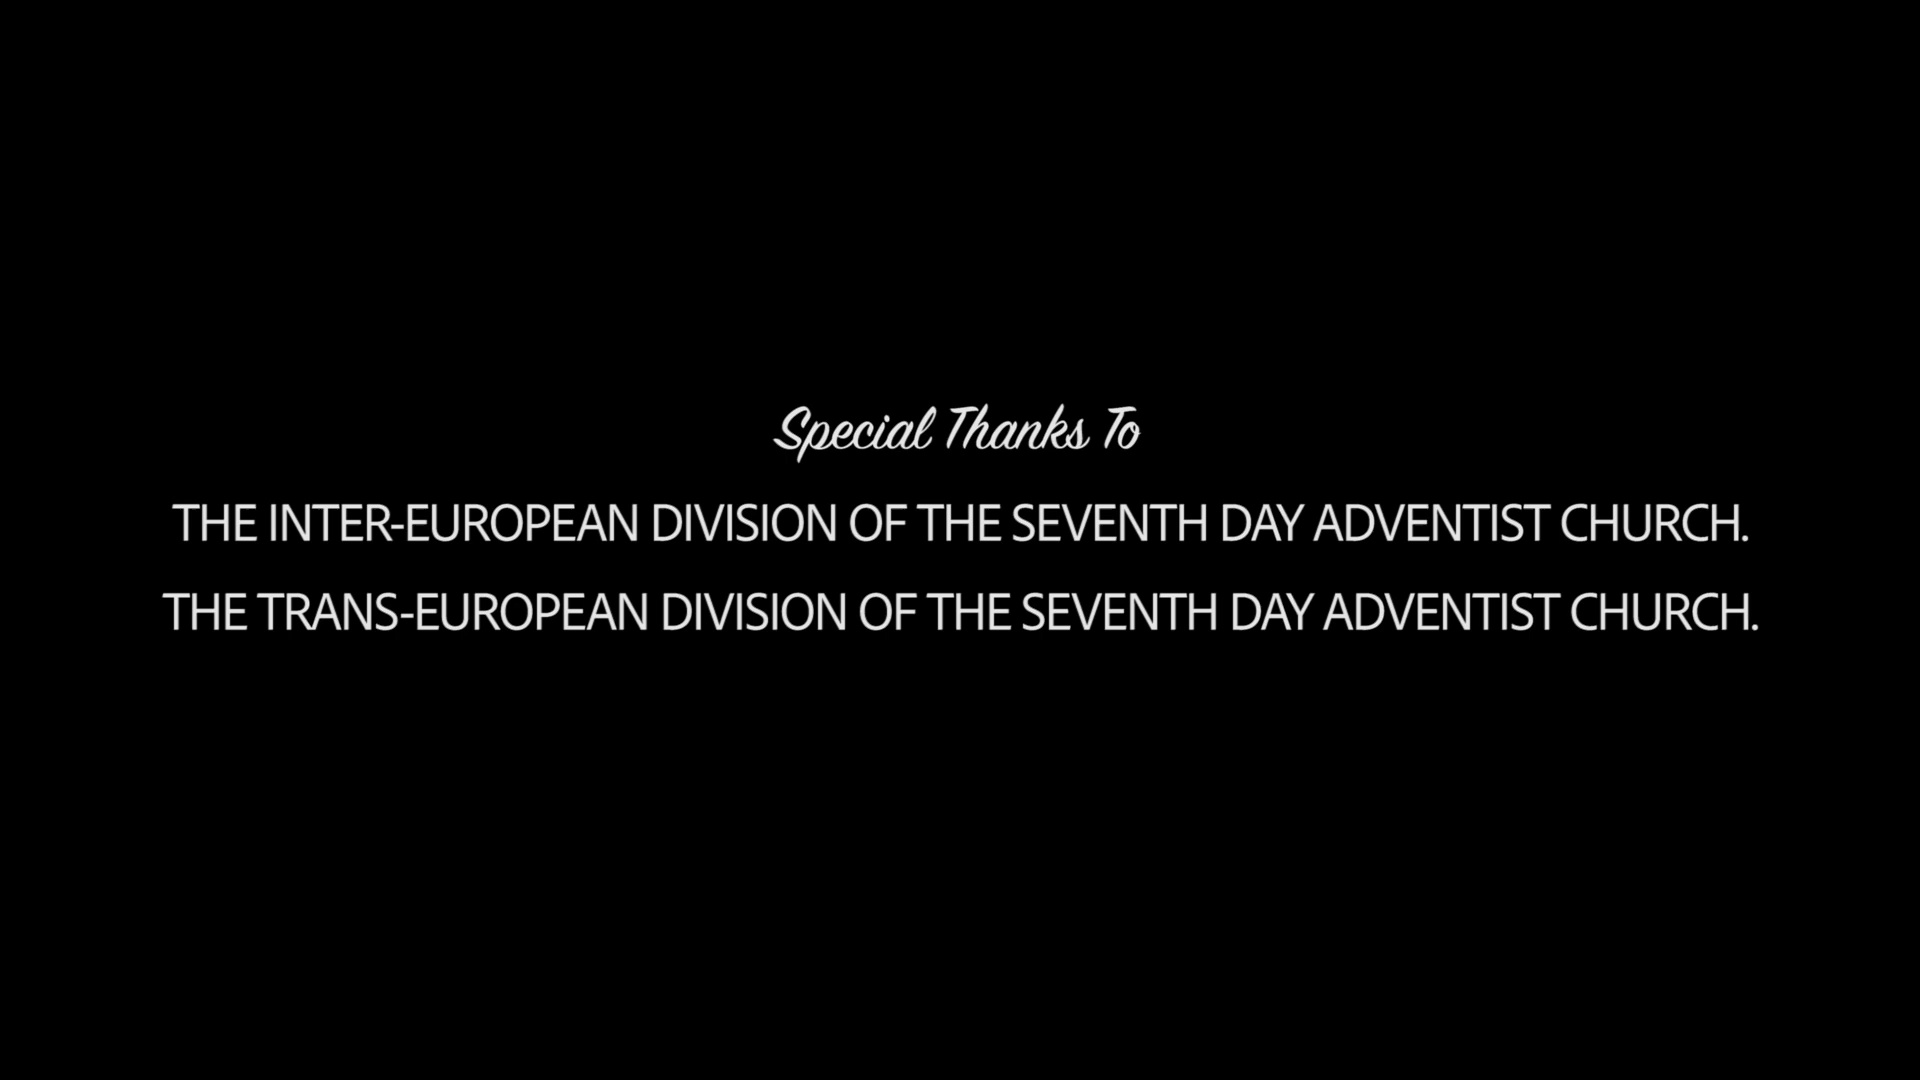 Special Thanks To
THE INTER-EUROPEAN DIVISION OF THE SEVENTH DAY ADVENTIST CHURCH.
THE TRANS-EUROPEAN DIVISION OF THE SEVENTH DAY ADVENTIST CHURCH.